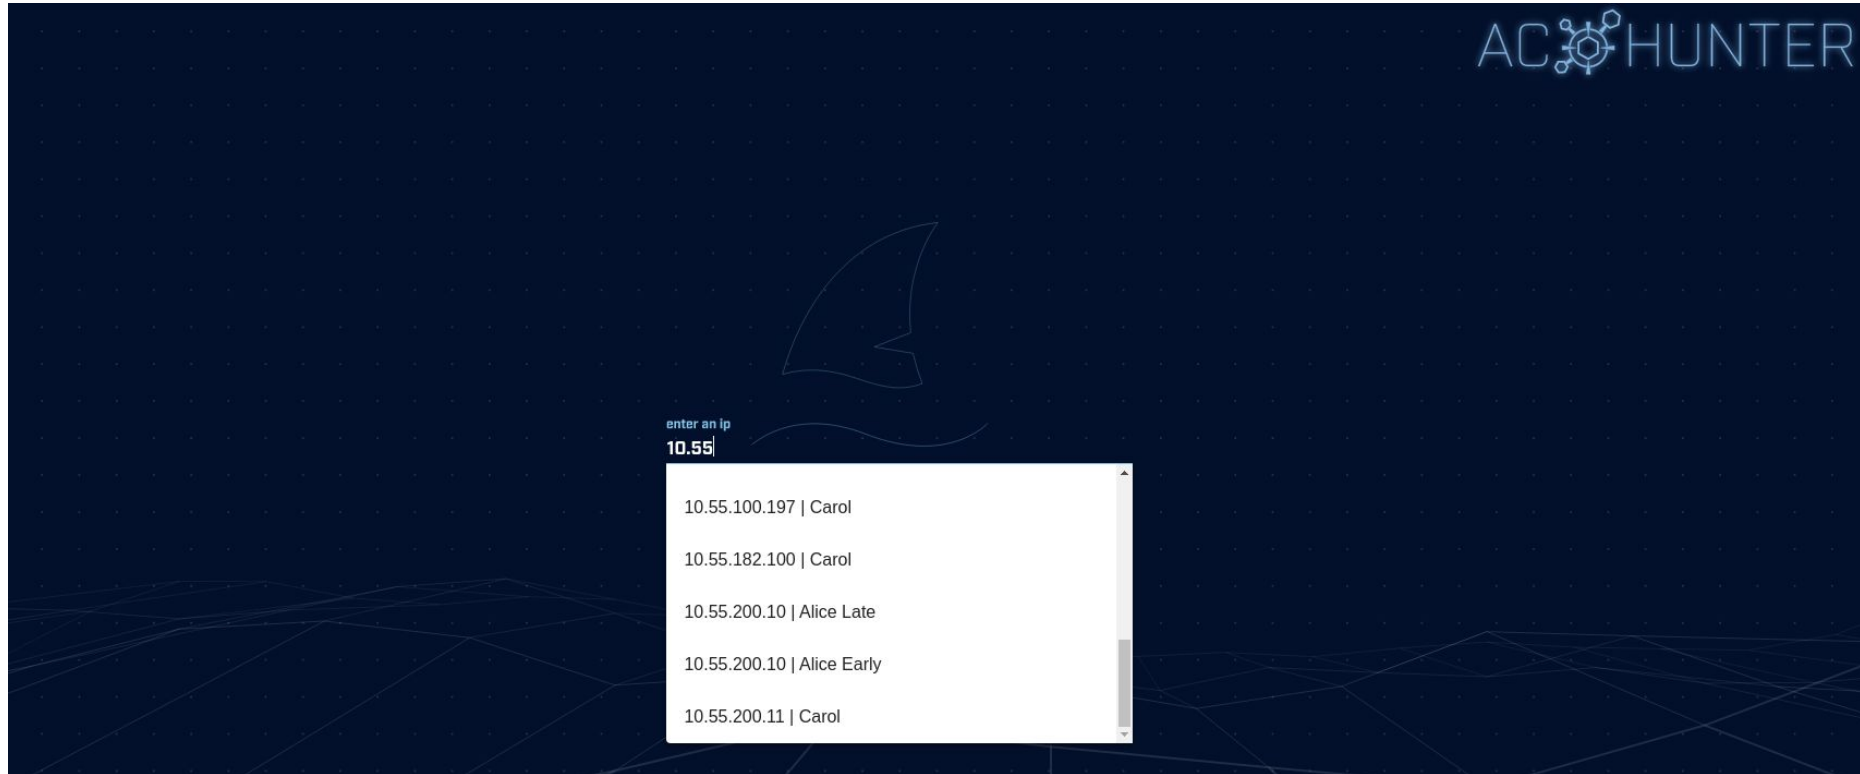 AC HUNTER
enter an ip
10.55
10.55.100.197 | Carol
10.55.182.100 | Carol
10.55.200.10 | Alice Late
10.55.200.10 | Alice Early
10.55.200.11 | Carol